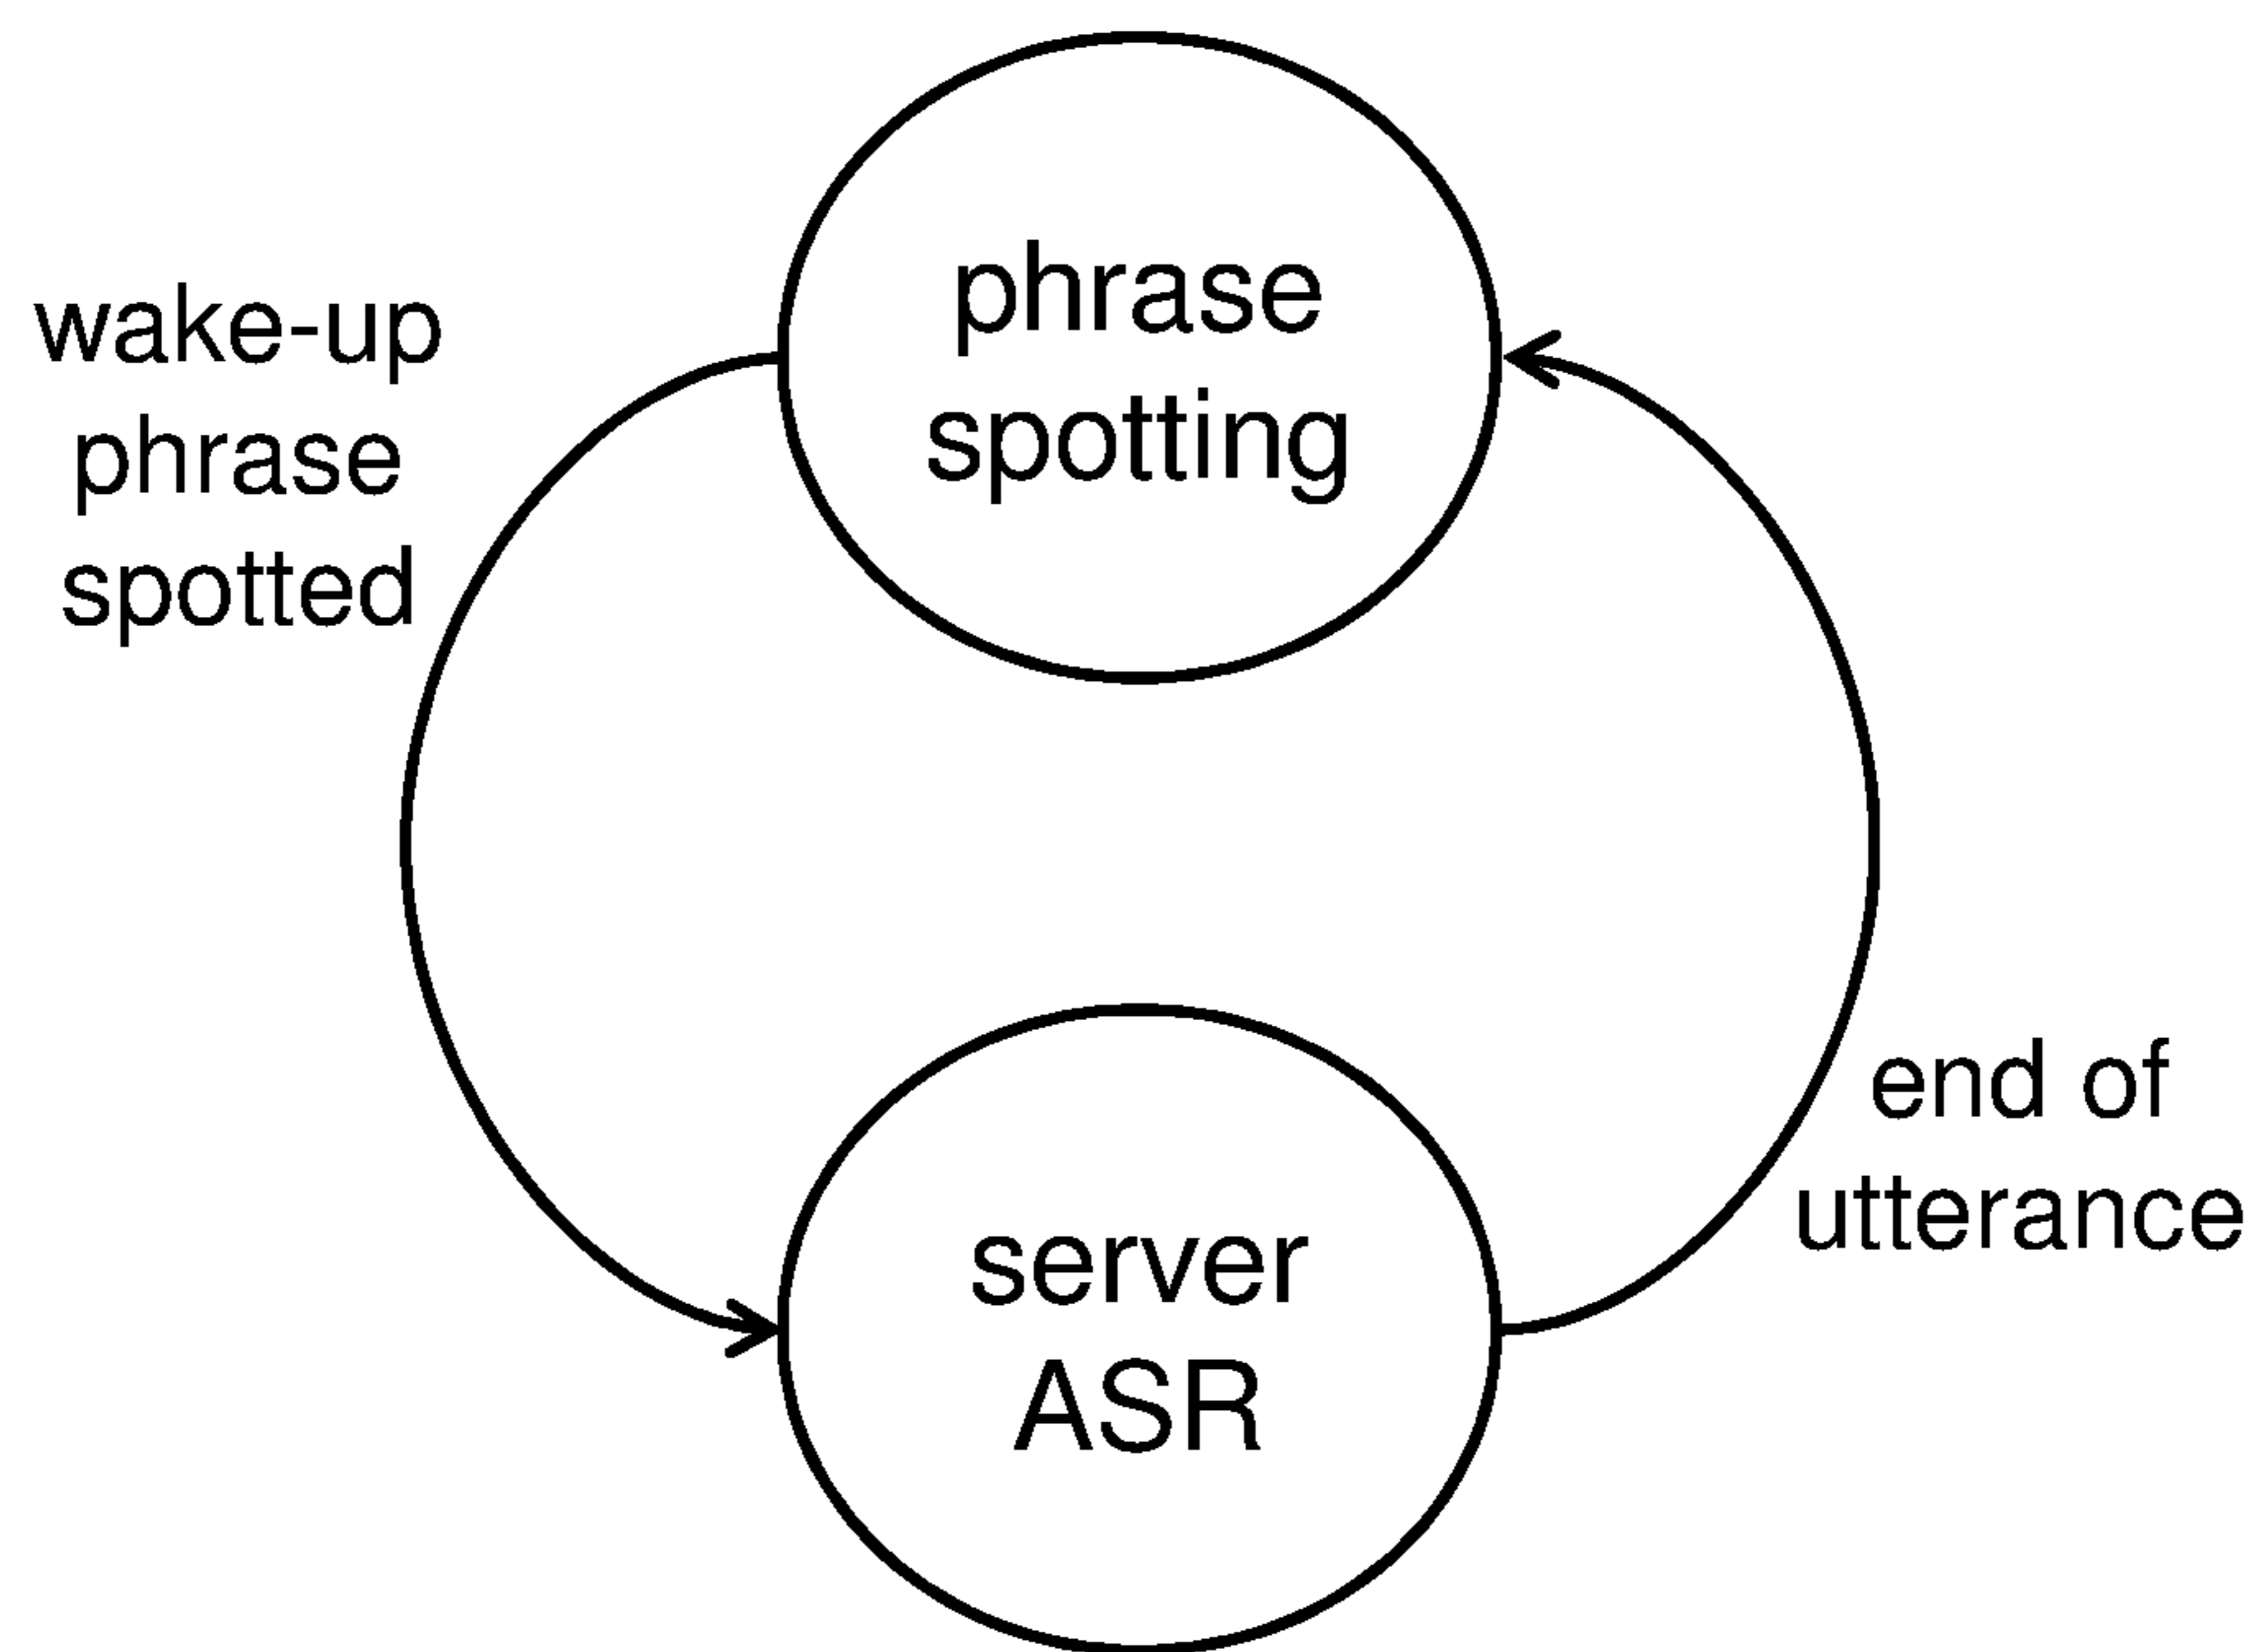 phrase
spotting
wake-up
phrase
spotted
end of
utterance
server
ASR